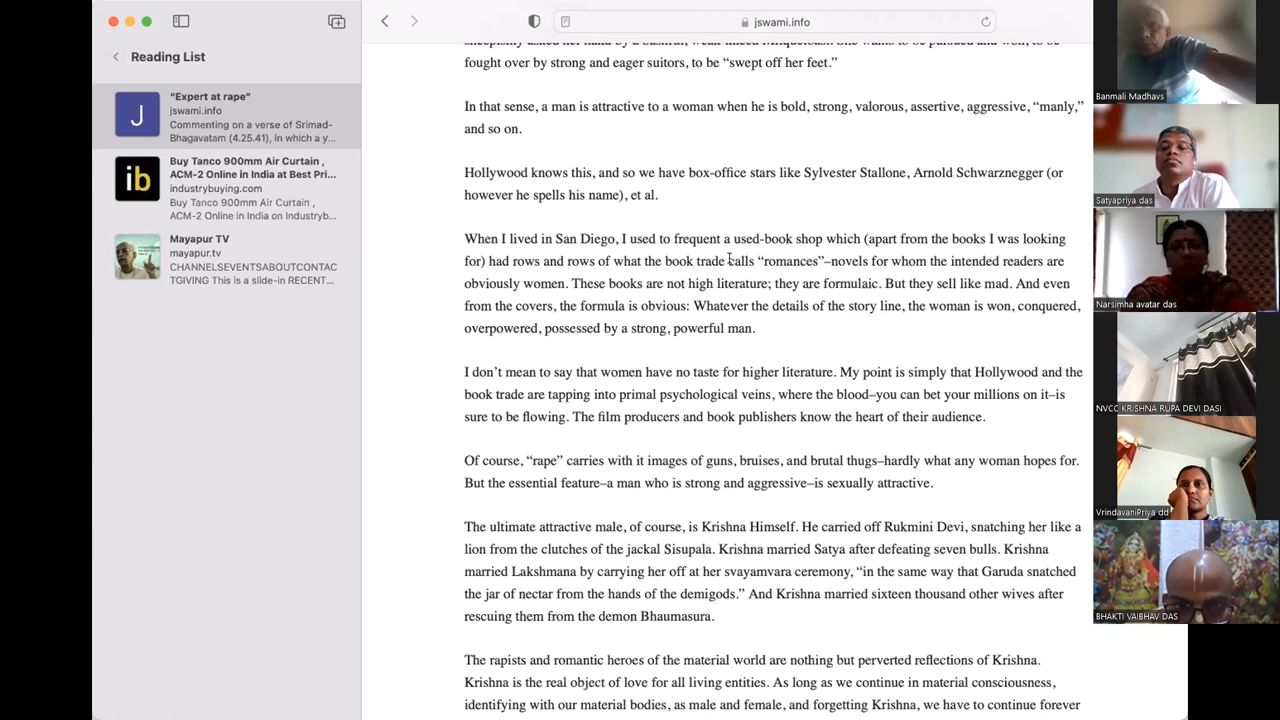 Reading List
jswami.info
"Expert at rape"
jswami.info
Commenting on a verse of Srimad-
Bhagavatam (4.25.41), in which a y...
Buy Tanco 900mm Air Curtain ,
ACM-2 Online in India at Best Pri...
industrybuying.com
Buy Tanco 900mm Air Curtain ,
ACM-2 Online in India on Industryb...
Mayapur TV
mayapur.tv
CHANNELSEVENTSABOUTCONTAC
TGIVING This is a slide-in RECENT...
J
ib
fought over by strong and eager suitors, to be “swept off her feet.”
In that sense, a man is attractive to a woman when he is bold, strong, valorous, assertive, aggressive, “manly,”
and so on.
Hollywood knows this, and so we have box-office stars like Sylvester Stallone, Arnold Schwarznegger (or
however he spells his name), et al.
When I lived in San Diego, I used to frequent a used-book shop which (apart from the books I was looking
for) had rows and rows of what the book trade calls “romances”–novels for whom the intended readers are
obviously women. These books are not high literature; they are formulaic. But they sell like mad. And even
from the covers, the formula is obvious: Whatever the details of the story line, the woman is won, conquered,
overpowered, possessed by a strong, powerful man.
I don’t mean to say that women have no taste for higher literature. My point is simply that Hollywood and the
book trade are tapping into primal psychological veins, where the blood–you can bet your millions on it–is
sure to be flowing. The film producers and book publishers know the heart of their audience.
Of course, “rape” carries with it images of guns, bruises, and brutal thugs–hardly what any woman hopes for.
But the essential feature–a man who is strong and aggressive–is sexually attractive.
The ultimate attractive male, of course, is Krishna Himself. He carried off Rukmini Devi, snatching her like a
lion from the clutches of the jackal Sisupala. Krishna married Satya after defeating seven bulls. Krishna
married Lakshmana by carrying her off at her svayamvara ceremony, “in the same way that Garuda snatched
the jar of nectar from the hands of the demigods.” And Krishna married sixteen thousand other wives after
rescuing them from the demon Bhaumasura.
The rapists and romantic heroes of the material world are nothing but perverted reflections of Krishna.
Krishna is the real object of love for all living entities. As long as we continue in material consciousness,
identifying with our material bodies, as male and female, and forgetting Krishna, we have to continue forever
Banmali Madhavs
Satyapriya das
Narsimha avatar das
NVCC KRISHNA RUPA DEVI DASI
VrindavaniPriya dd
BHAKTI VAIBHAV DAS